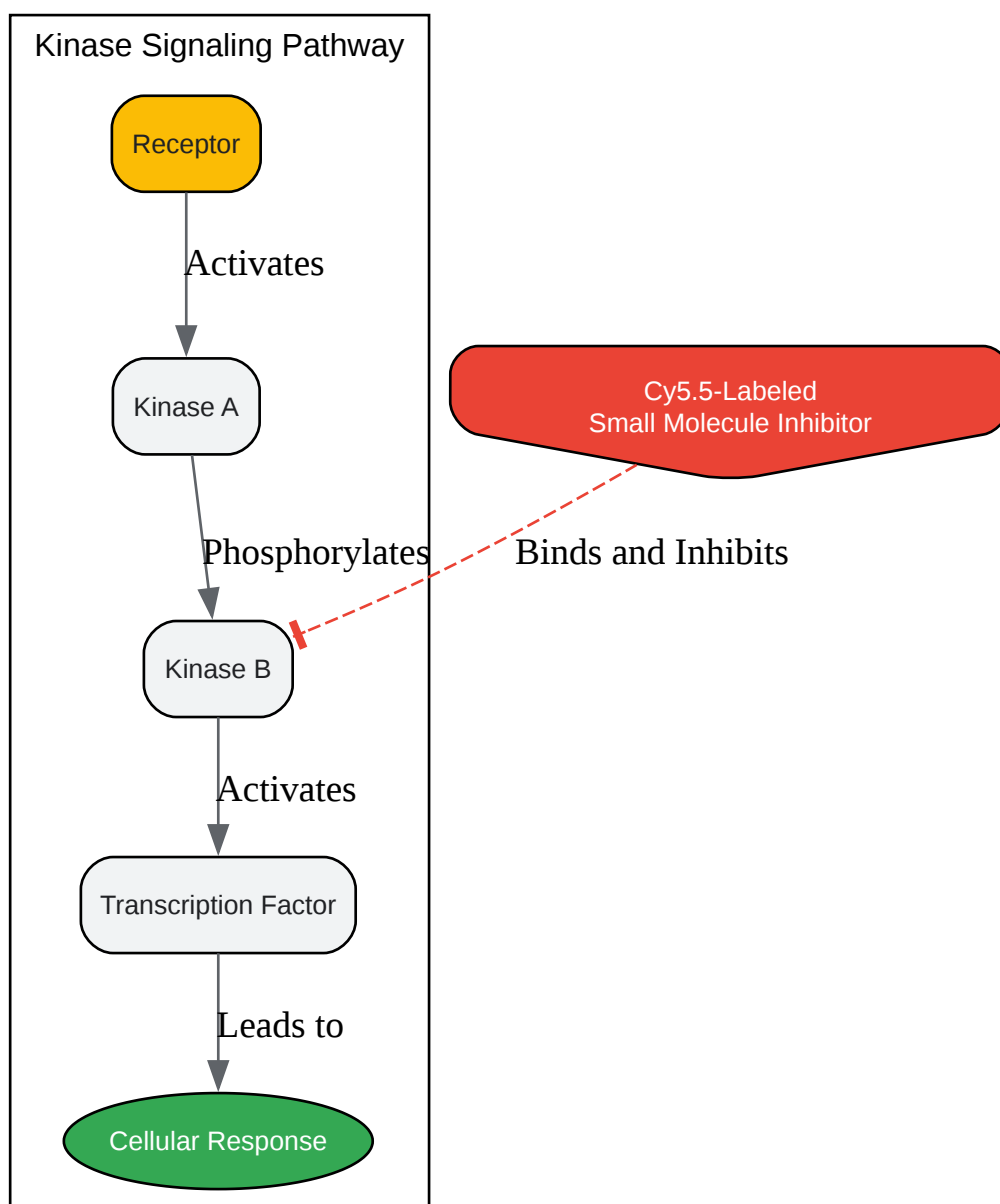 Kinase Signaling Pathway
Receptor
Activates
Kinase A
Cy5.5-Labeled
Small Molecule Inhibitor
Phosphorylates
Binds and Inhibits
Kinase B
Activates
Transcription Factor
Leads to
Cellular Response